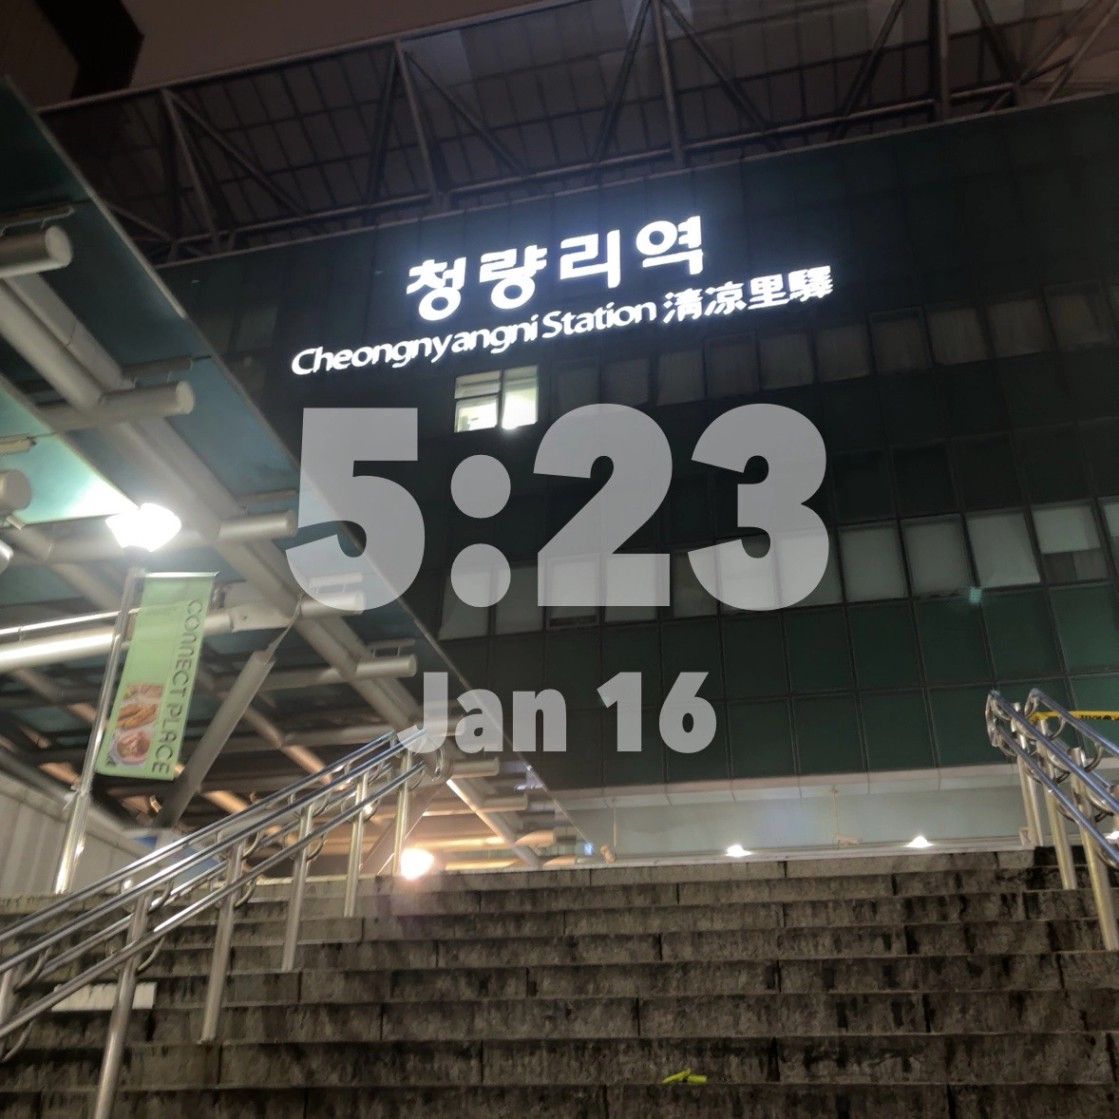 청량리역
Cheongnyangni Station 清凉里驛
5:23
Jan 16
CONNECT PLACE